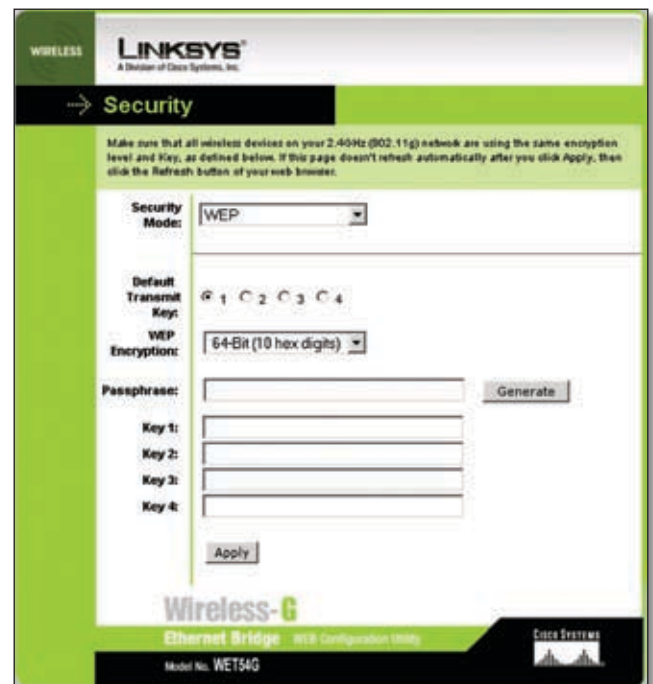 WIRELESS
LINKSYS®
A Division of Cisco Systems, Inc.
Security
Make sure that all wireless devices on your 2.4GHz (802.11g) network are using the same encryption
level and Key, as defined below. If this page doesn't refresh automatically after you click Apply, then
click the Refresh button of your web browser.
Security
Mode:
WEP
Default
Transmit
Key:
1 2 3 4
WEP
Encryption:
64-Bit (10 hex digits)
Passphrase:
Generate
Key 1:
Key 2:
Key 3:
Key 4:
Apply
Wireless-G
Ethernet Bridge WEB Configuration Utility
Cisco Systems
Model No. WET54G